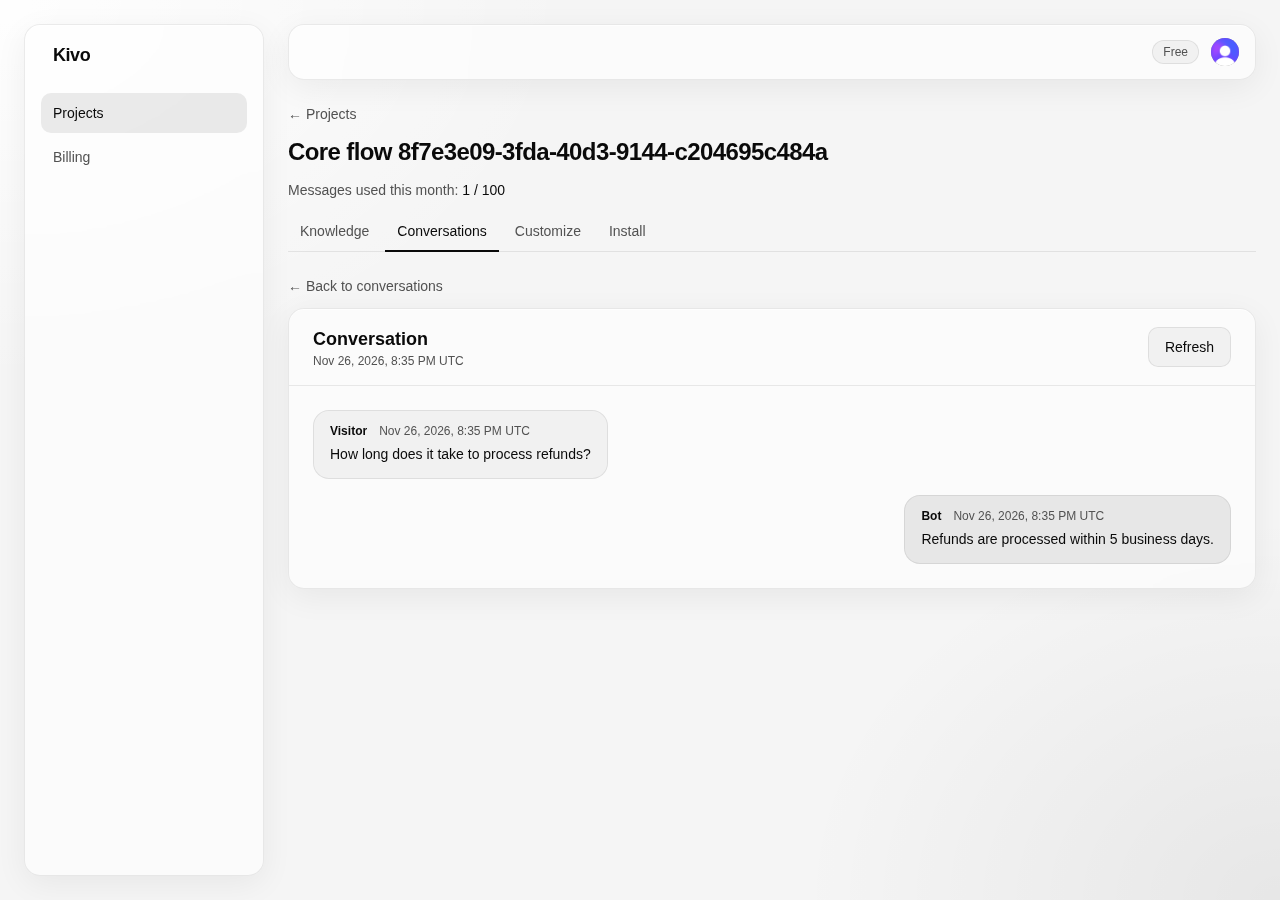 Kivo
Projects
Billing
Free
← Projects
Core flow 8f7e3e09-3fda-40d3-9144-c204695c484a
Messages used this month: 1 / 100
Knowledge Conversations Customize Install
← Back to conversations
Conversation
Nov 26, 2026, 8:35 PM UTC
Refresh
Visitor Nov 26, 2026, 8:35 PM UTC
How long does it take to process refunds?
Bot Nov 26, 2026, 8:35 PM UTC
Refunds are processed within 5 business days.